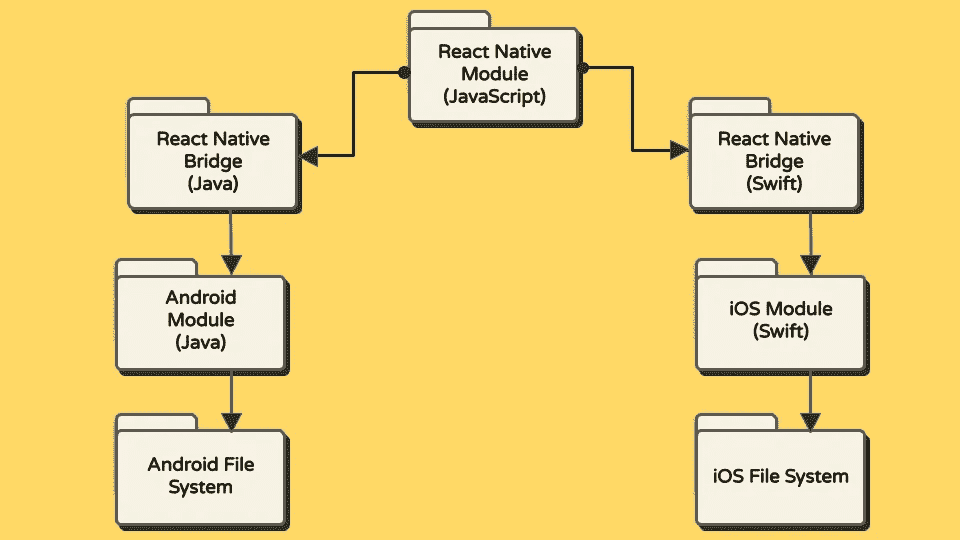 React Native
Module
(JavaScript)
React Native
Bridge
(Java)
React Native
Bridge
(Swift)
Android
Module
(Java)
iOS Module
(Swift)
Android File
System
iOS File System